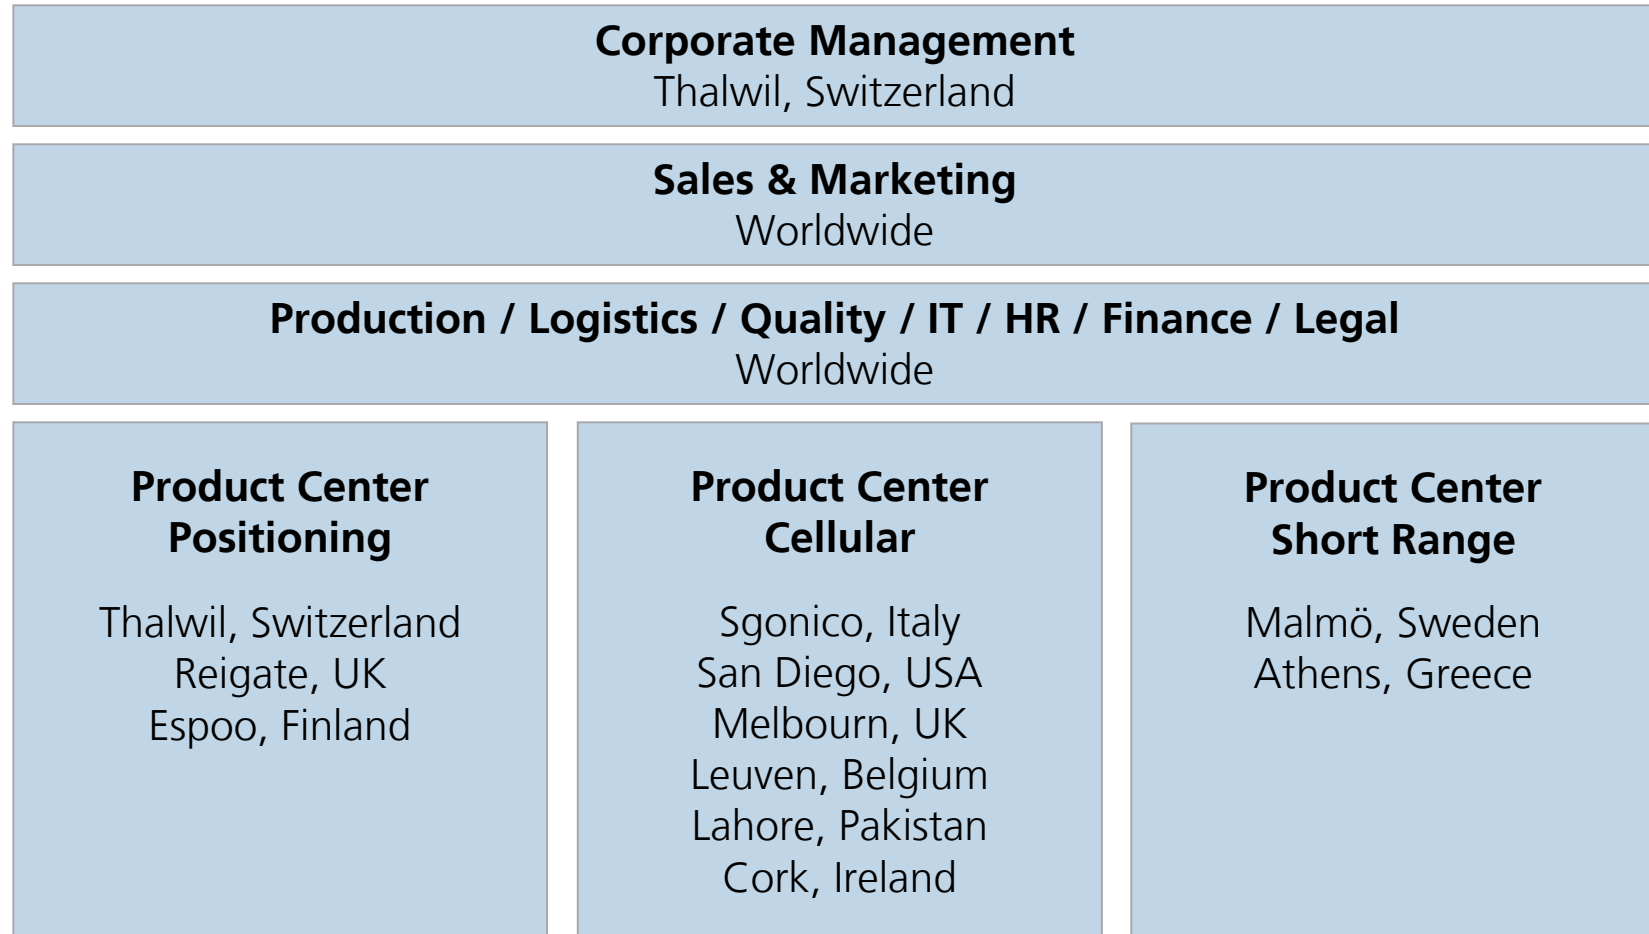 Corporate Management
Thalwil, Switzerland
Sales & Marketing
Worldwide
Production / Logistics / Quality / IT / HR / Finance / Legal
Worldwide
Product Center
Positioning
Thalwil, Switzerland
Reigate, UK
Espoo, Finland
Product Center
Cellular
Sgonico, Italy
San Diego, USA
Melbourn, UK
Leuven, Belgium
Lahore, Pakistan
Cork, Ireland
Product Center
Short Range
Malmö, Sweden
Athens, Greece